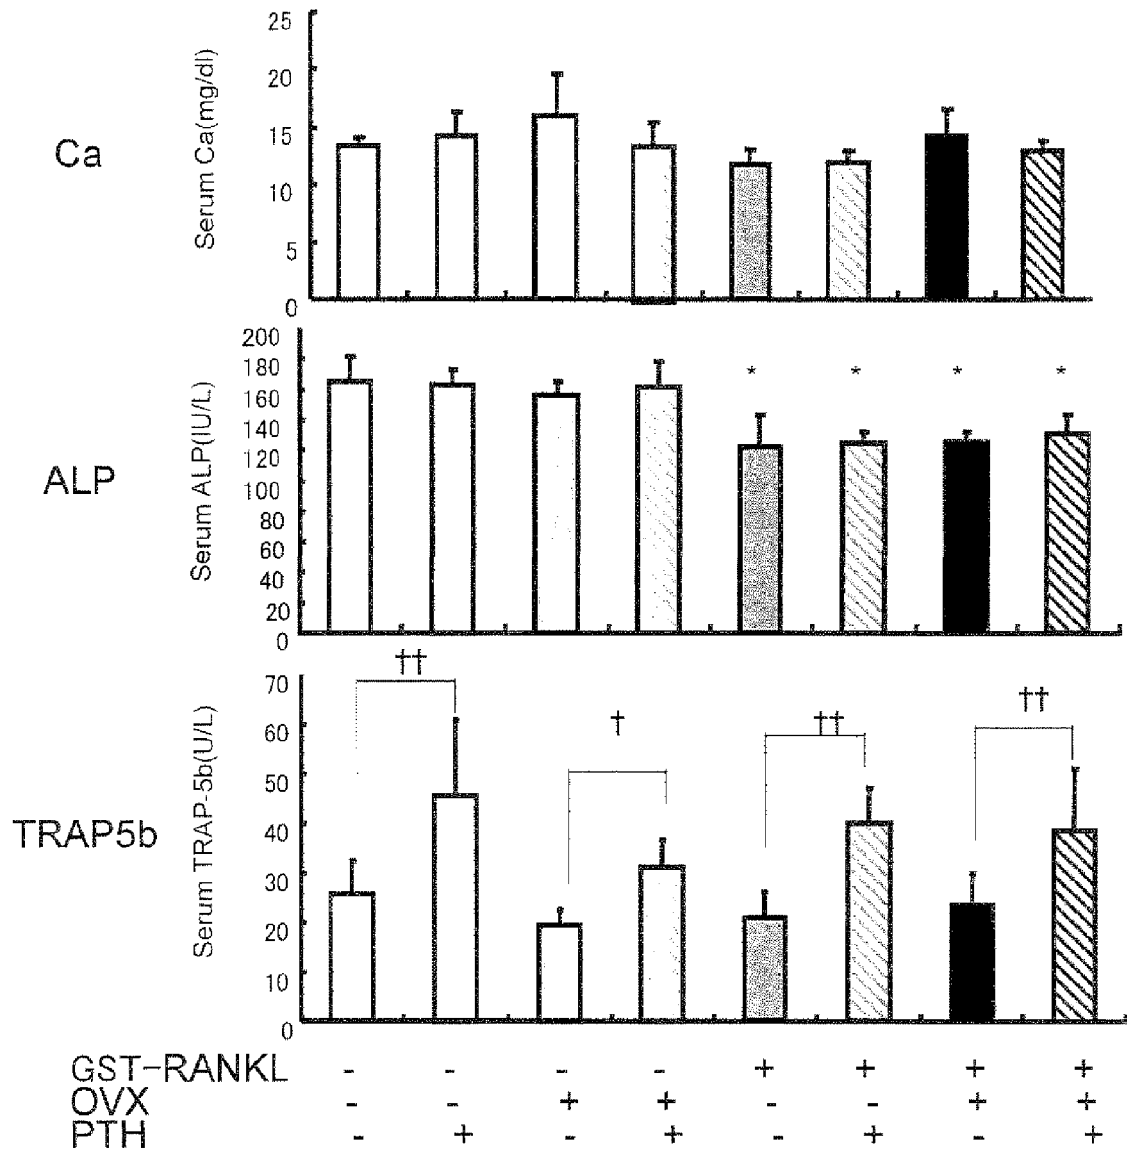 Ca
Serum Ca(mg/dl)
25
20
15
10
5
0
ALP
Serum ALP(IU/L)
200
180
160
140
120
100
80
60
40
20
0
* * * *
TRAP5b
Serum TRAP-5b(U/L)
70
60
50
40
30
20
10
0
†† † †† ††
GST-RANKL - - - - + + + +
OVX - - + + - - + +
PTH - + - + - + - +